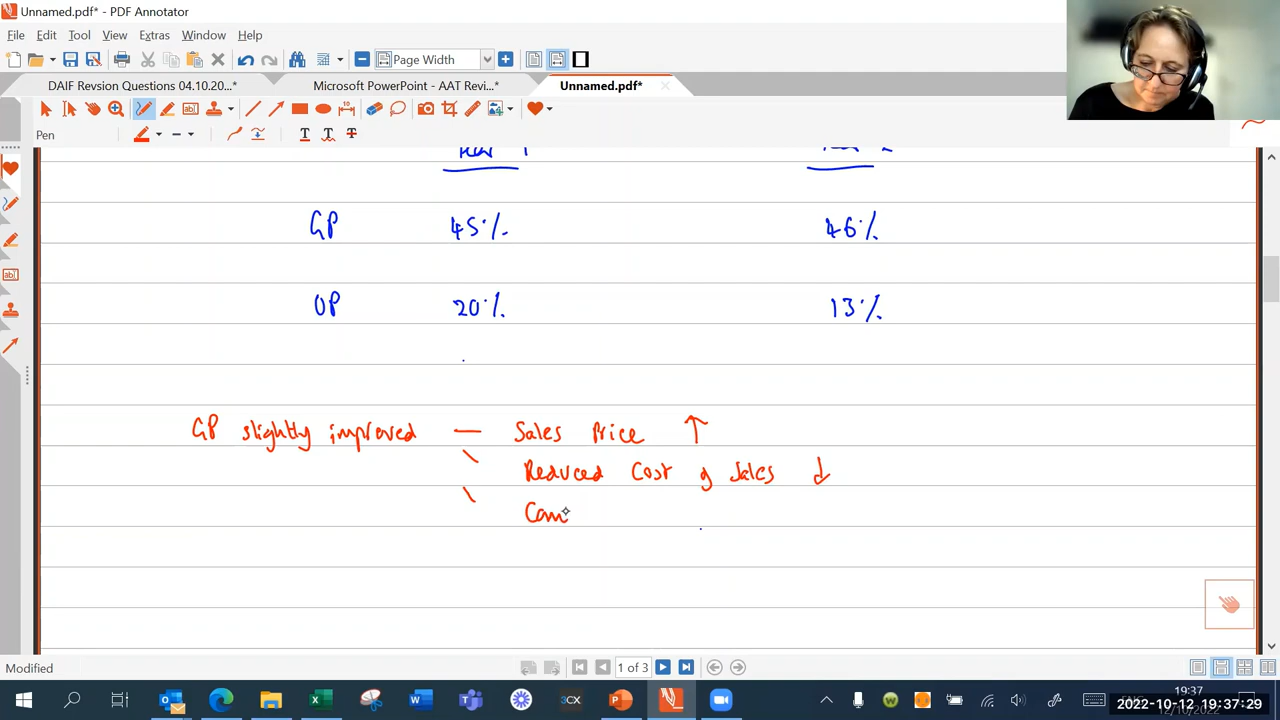 Unnamed.pdf* - PDF Annotator
File Edit Tool View Extras Window Help
Page Width
DAIF Revsion Questions 04.10.20...*
Microsoft PowerPoint - AAT Revi...*
Unnamed.pdf*
Pen
GP 45% 46%
OP 20% 13%
GP slightly improved — Sales Price ↑
Reduced Cost of Sales ↓
Com
1 of 3
Modified
19:37
2022-10-12 19:37:29